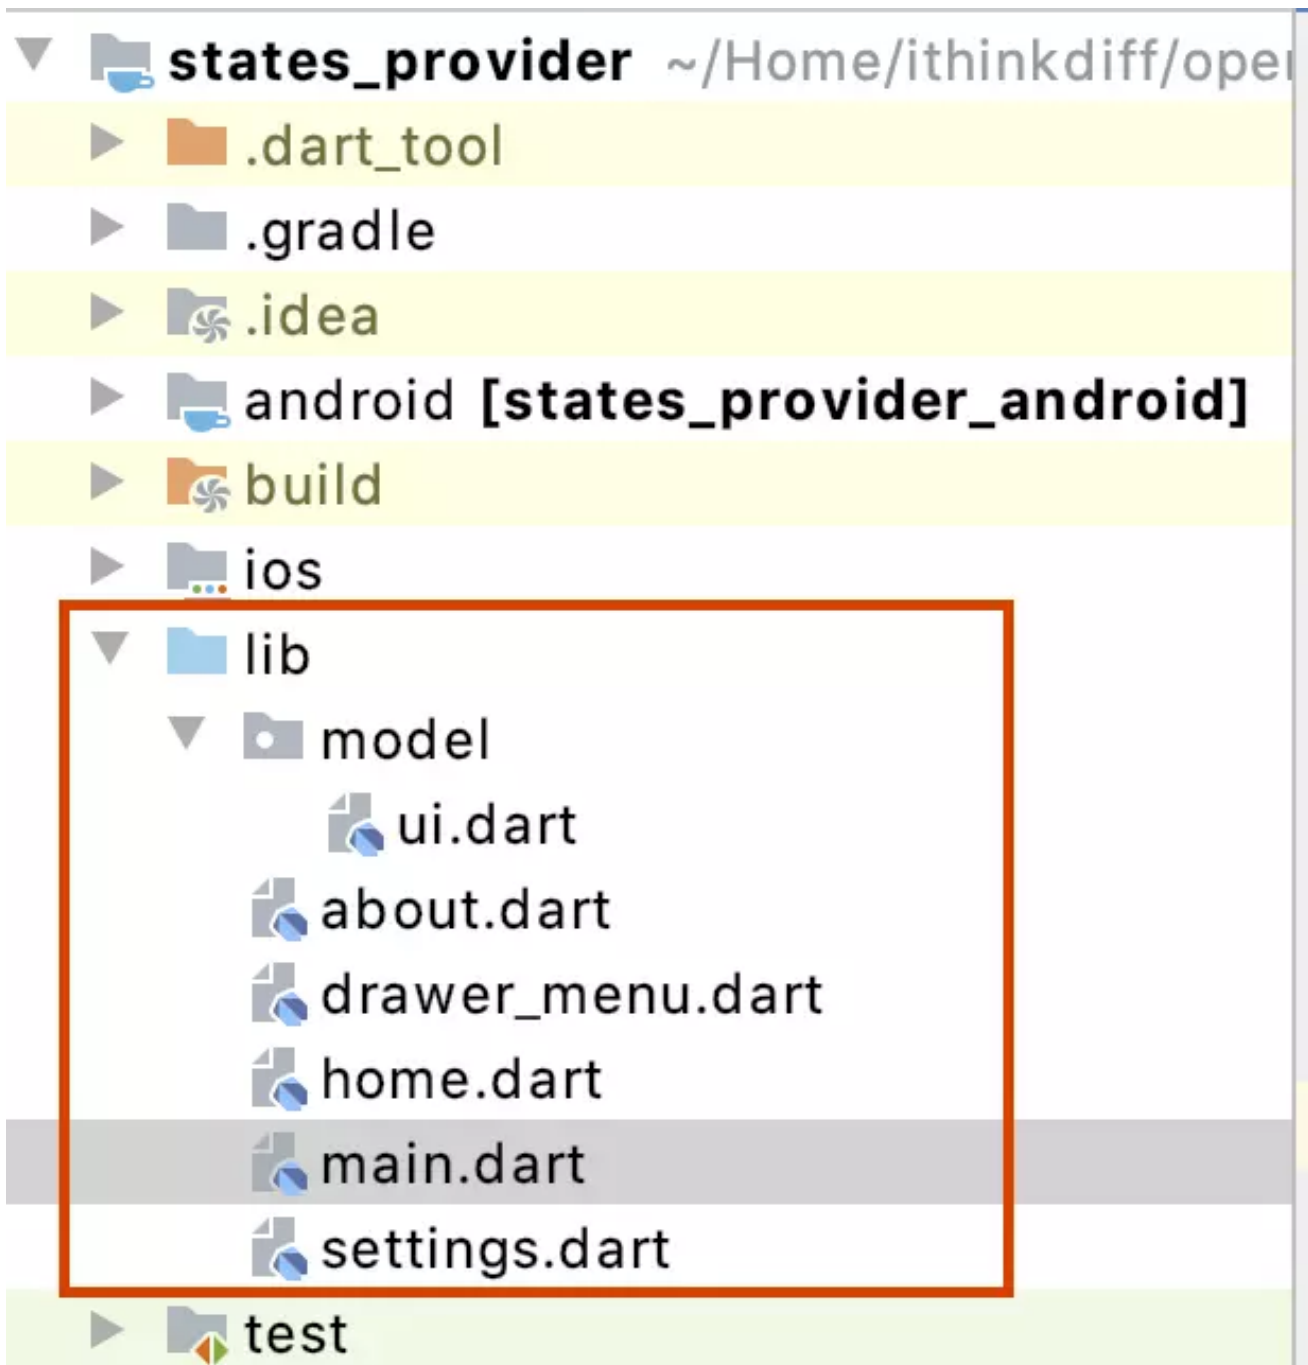 states_provider ~/Home/ithinkdiff/oper
.dart_tool
.gradle
.idea
android [states_provider_android]
build
ios
lib
model
ui.dart
about.dart
drawer_menu.dart
home.dart
main.dart
settings.dart
test